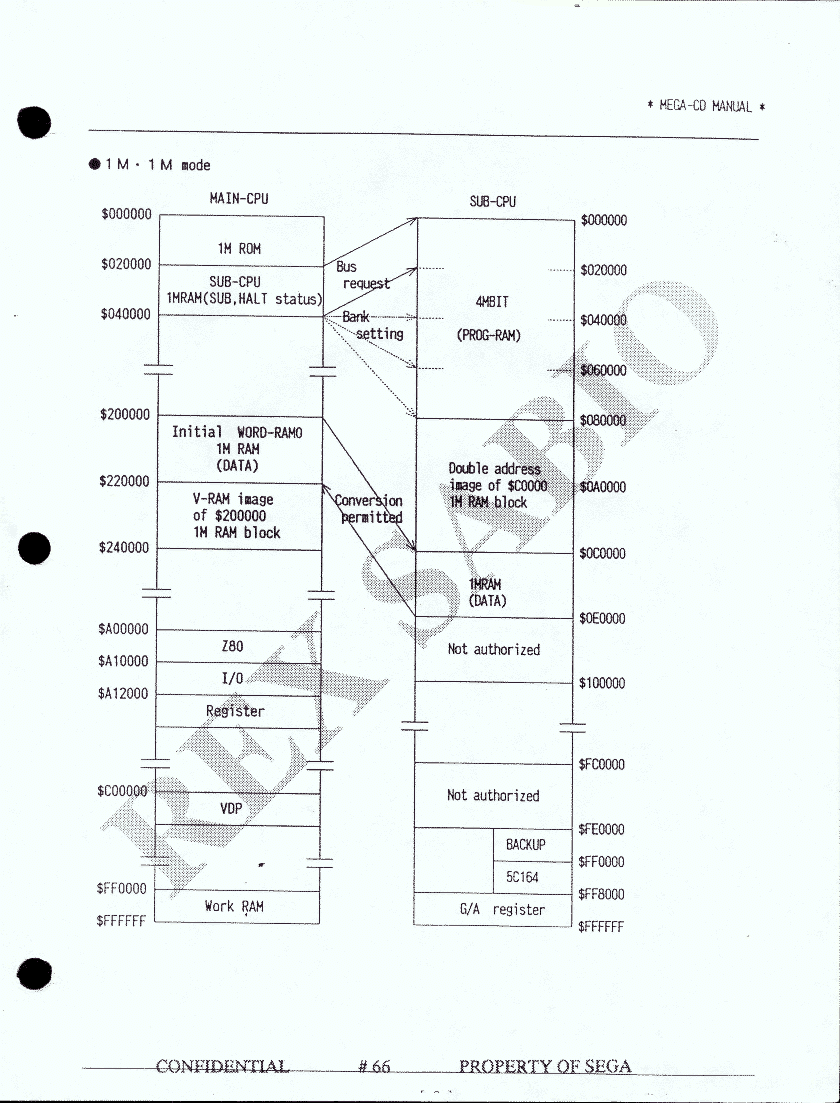 * MEGA-CD MANUAL *
●1M・1M mode
MAIN-CPU
$000000
1M ROM
$020000
SUB-CPU
1MRAM(SUB,HALT status)
$040000
$200000
Initial WORD-RAM0
1M RAM
(DATA)
$220000
V-RAM image
of $200000
1M RAM block
$240000
$A00000
Z80
$A10000
I/O
$A12000
Register
$C00000
VDP
$FF0000
Work RAM
$FFFFFF
Bus
request
Bank
setting
Conversion
permitted
SUB-CPU
$000000
$020000
4MBIT
(PROG-RAM)
$040000
$060000
$080000
Double address
image of $C0000
1M RAM block
$0A0000
$0C0000
1MRAM
(DATA)
$0E0000
Not authorized
$100000
$FC0000
Not authorized
$FE0000
BACKUP
$FF0000
5C164
$FF8000
G/A register
$FFFFFF
REX SABIO
CONFIDENTIAL #66 PROPERTY OF SEGA